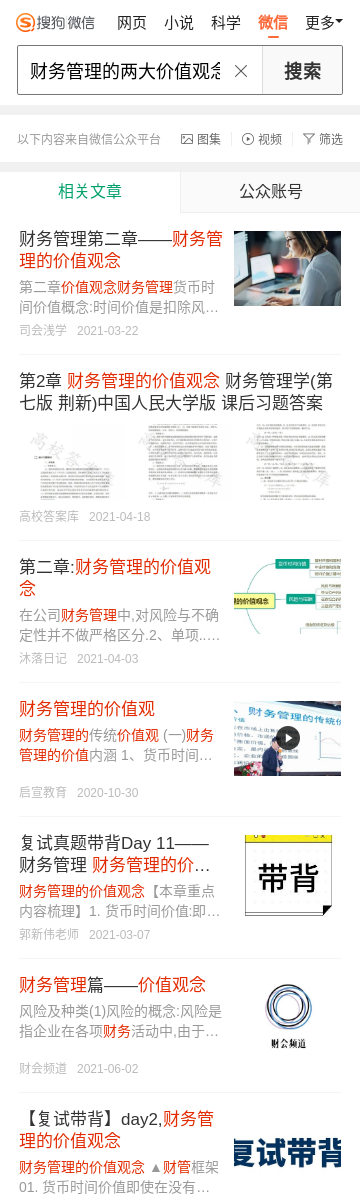 搜狗 微信
网页 小说 科学 微信 更多
财务管理的两大价值观念
搜索
以下内容来自微信公众平台
图集 视频 筛选
相关文章 公众账号
财务管理第二章——财务管
理的价值观念
第二章价值观念财务管理货币时
间价值概念:时间价值是扣除风…
司会浅学 2021-03-22
第2章 财务管理的价值观念 财务管理学(第
七版 荆新)中国人民大学版 课后习题答案
高校答案库 2021-04-18
第二章:财务管理的价值观
念
在公司财务管理中,对风险与不确
定性并不做严格区分.2、单项.…
沐落日记 2021-04-03
财务管理的价值观
财务管理的传统价值观 (一)财务
管理的价值内涵 1、货币时间…
财务管理的传统价
启宣教育 2020-10-30
复试真题带背Day 11——
财务管理 财务管理的价…
财务管理的价值观念【本章重点
内容梳理】1. 货币时间价值:即…
带背
郭新伟老师 2021-03-07
财务管理篇——价值观念
风险及种类(1)风险的概念:风险是
指企业在各项财务活动中,由于…
财会频道
财会频道 2021-06-02
【复试带背】day2,财务管
理的价值观念
财务管理的价值观念 ▲财管框架
01. 货币时间价值即使在没有…
复试带背